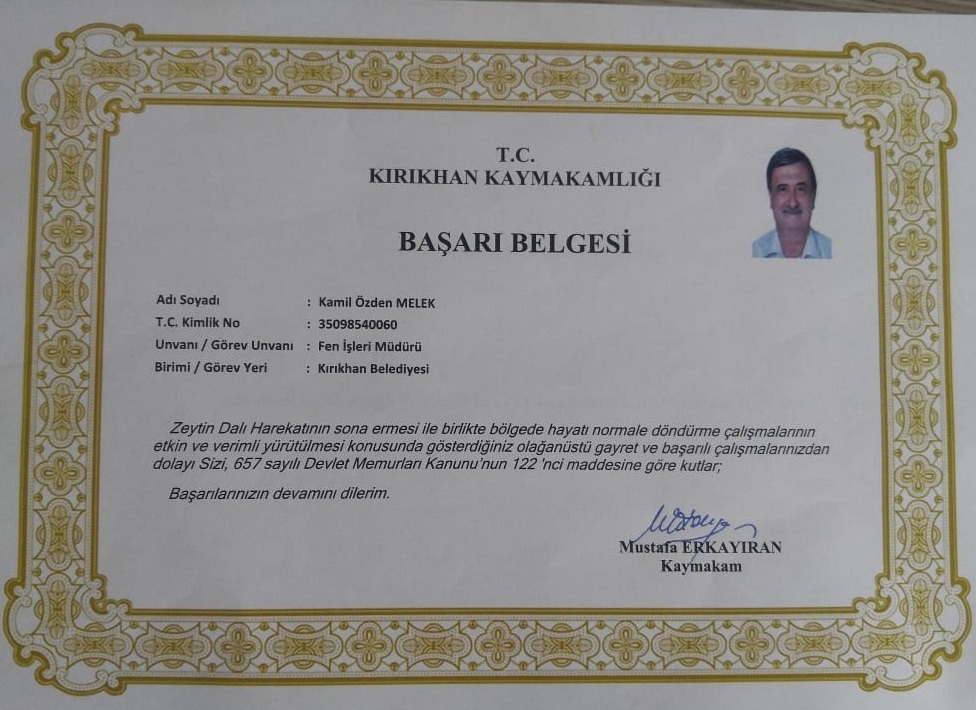 T.C.
KIRIKHAN KAYMAKAMLIĞI
BAŞARI BELGESİ
Adı Soyadı : Kamil Özden MELEK
T.C. Kimlik No : 35098540060
Unvanı / Görev Unvanı : Fen İşleri Müdürü
Birimi / Görev Yeri : Kırıkhan Belediyesi
Zeytin Dalı Harekatının sona ermesi ile birlikte bölgede hayatı normale döndürme çalışmalarının
etkin ve verimli yürütülmesi konusunda gösterdiğiniz olağanüstü gayret ve başarılı çalışmalarınızdan
dolayı Sizi, 657 sayılı Devlet Memurları Kanunu'nun 122 'nci maddesine göre kutlar;
Başarılarınızın devamını dilerim.
Mustafa ERKAYIRAN
Kaymakam